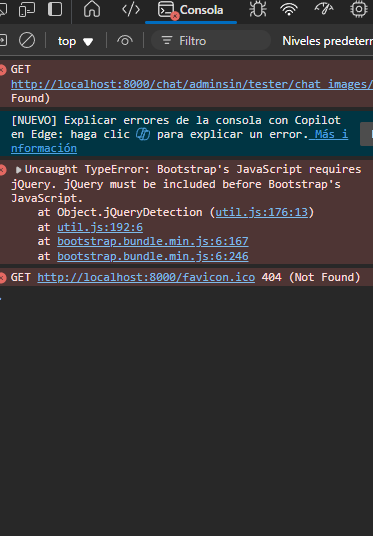 Consola
top
Filtro
Niveles predeterm
GET
http://localhost:8000/chat/adminsin/tester/chat_images/
Found)
[NUEVO] Explicar errores de la consola con Copilot
en Edge: haga clic para explicar un error. Más i
nformación
Uncaught TypeError: Bootstrap's JavaScript requires
jQuery. jQuery must be included before Bootstrap's
JavaScript.
at Object.jQueryDetection (util.js:176:13)
at util.js:192:6
at bootstrap.bundle.min.js:6:167
at bootstrap.bundle.min.js:6:246
GET http://localhost:8000/favicon.ico 404 (Not Found)